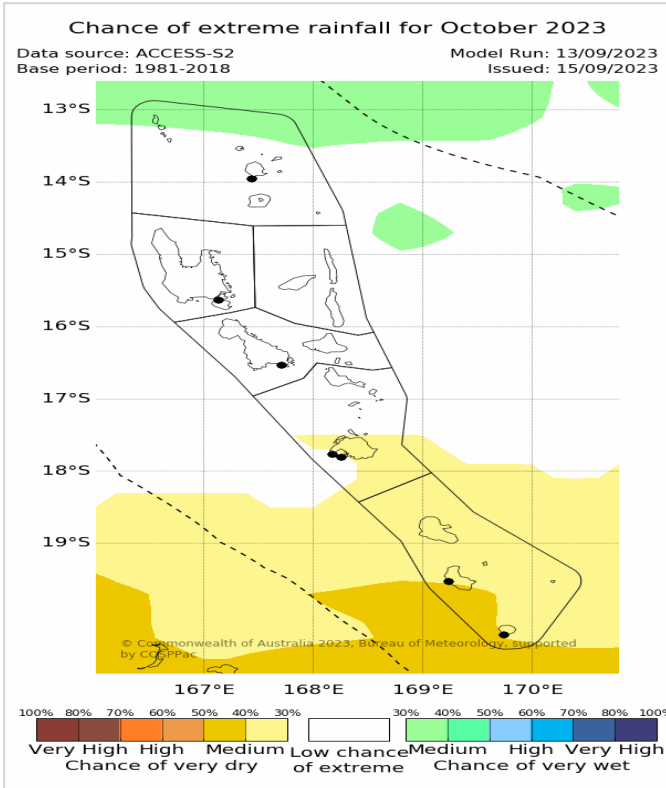 Chance of extreme rainfall for October 2023
Data source: ACCESS-S2
Model Run: 13/09/2023
Base period: 1981-2018
Issued: 15/09/2023
13°S
14°S
15°S
16°S
17°S
18°S
19°S
© Commonwealth of Australia 2023, Bureau of Meteorology, supported
by COSPPac
167°E 168°E 169°E 170°E
100% 80% 70% 60% 50% 40% 30% 30% 40% 50% 60% 70% 80% 100%
Very High High Medium Low chance Medium High Very High
Chance of very dry of extreme Chance of very wet